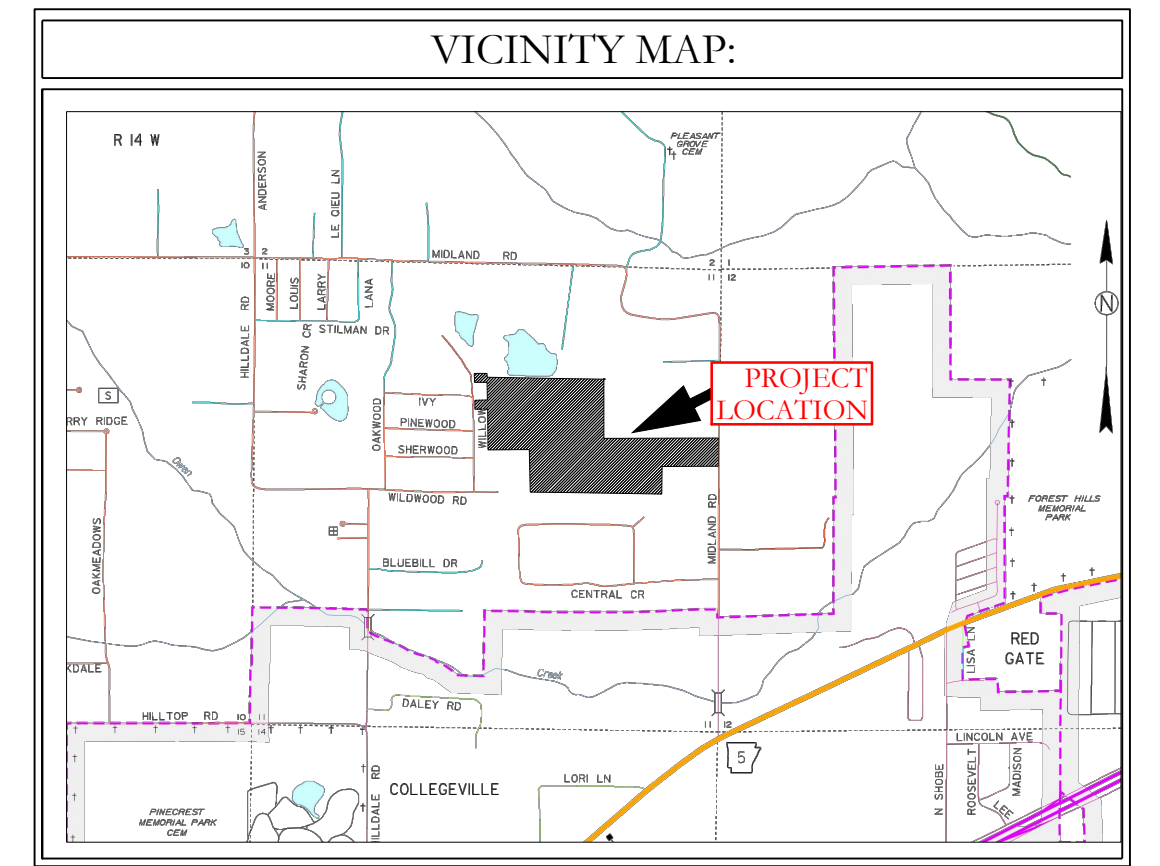 VICINITY MAP:
R 14 W
ANDERSON
LE CIEU LN
PLEASANT
GROVE
CEM
3 2
10 11
MIDLAND RD
2 1
11 12
HILLDALE RD
MOORE
LOUIS
LARRY
LANA
STILMAN DR
SHARON CR
N
S
RRY RIDGE
OAKWOOD
IVY
PINEWOOD
SHERWOOD
WILLOW
PROJECT
LOCATION
WILDWOOD RD
Owen
OAKMEADOWS
MIDLAND RD
FOREST HILLS
MEMORIAL
PARK
BLUEBILL DR
CENTRAL CR
LISA LN
RED
GATE
KDALE
Creek
DALEY RD
HILLTOP RD
10 11
15 14
11 12
5
LINCOLN AVE
COLLEGEVILLE
LORI LN
ILLDALE RD
N SHOBE
ROOSEVELT
MADISON
LEE
PINECREST
MEMORIAL PARK
CEM